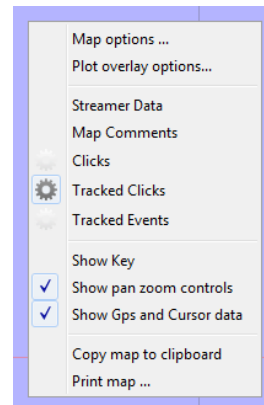 Map options ...
Plot overlay options...
Streamer Data
Map Comments
Clicks
Tracked Clicks
Tracked Events
Show Key
Show pan zoom controls
Show Gps and Cursor data
Copy map to clipboard
Print map ...